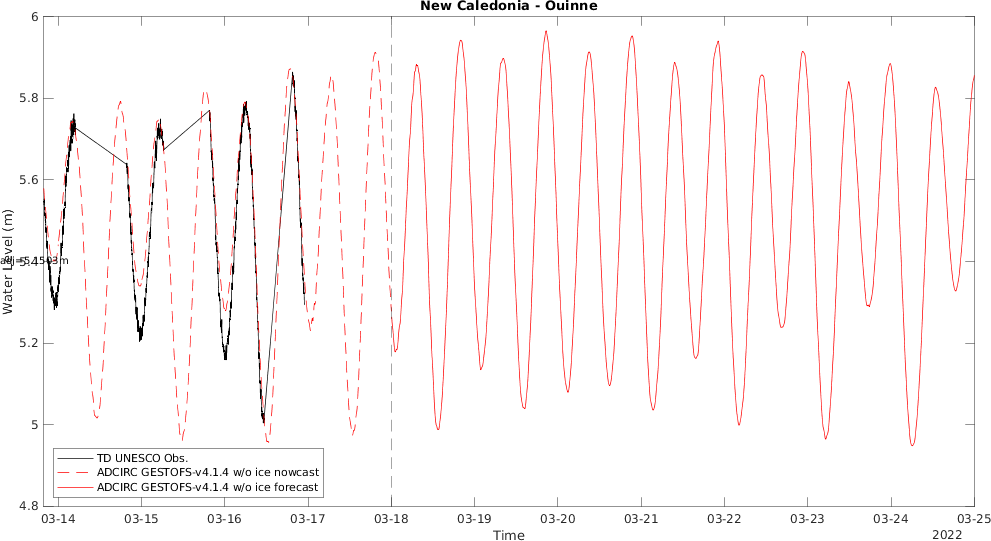 New Caledonia - Ouinne
6
5.8
5.6
5.4
5.2
5
4.8
Water Level (m)
adj=5.4503m
TD UNESCO Obs.
ADCIRC GESTOFS-v4.1.4 w/o ice nowcast
ADCIRC GESTOFS-v4.1.4 w/o ice forecast
03-14 03-15 03-16 03-17 03-18 03-19 03-20 03-21 03-22 03-23 03-24 03-25
Time
2022